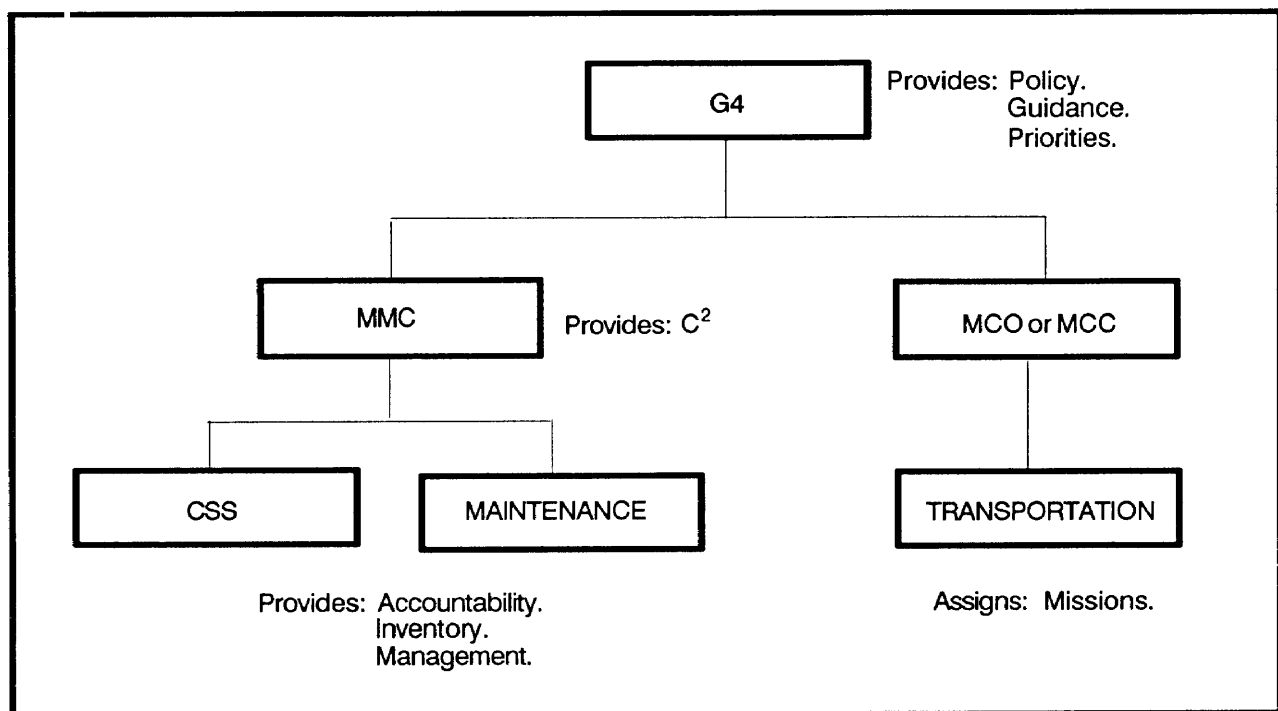 G4
Provides: Policy.
Guidance.
Priorities.
MMC
Provides: C²
MCO or MCC
CSS
MAINTENANCE
TRANSPORTATION
Provides: Accountability.
Inventory.
Management.
Assigns: Missions.